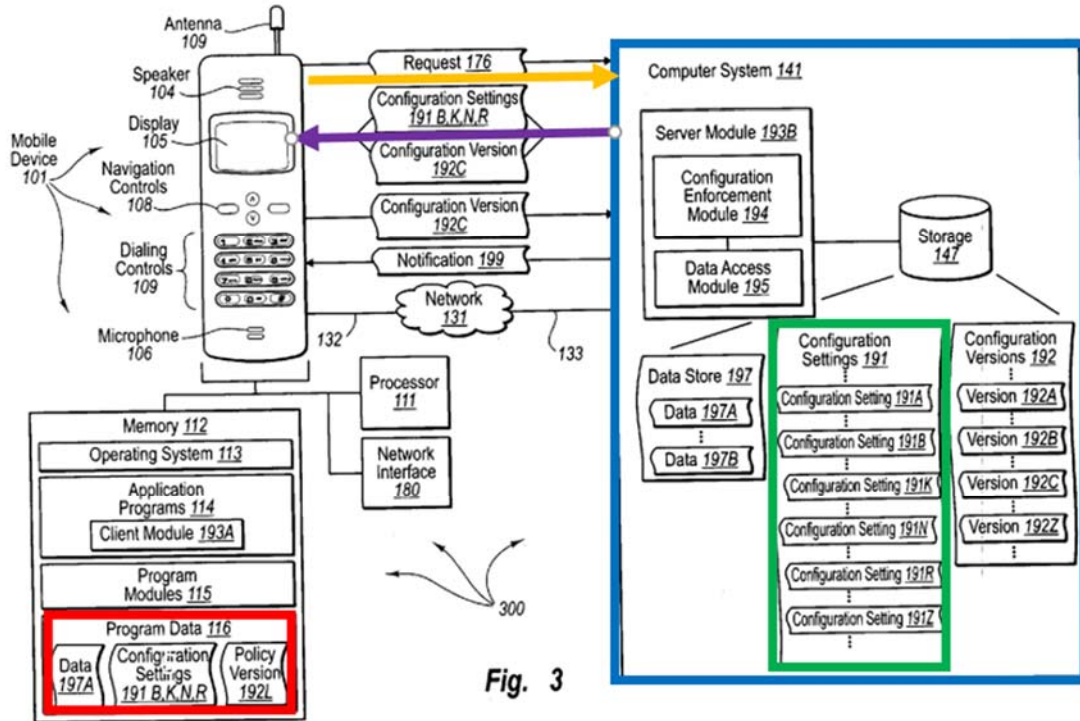 Antenna
109
Speaker
104
Display
105
Mobile
Device
101
Navigation
Controls
108
Dialing
Controls
109
Microphone
106
Request 176
Configuration Settings
191 B,K,N,R
Configuration Version
192C
Configuration Version
192C
Notification 199
Network
131
132
133
Processor
111
Network
Interface
180
Memory 112
Operating System 113
Application
Programs 114
Client Module 193A
Program
Modules 115
Program Data 116
Data
197A
Configuration
Settings
191 B,K,N,R
Policy
Version
192L
300
Fig. 3
Computer System 141
Server Module 193B
Configuration
Enforcement
Module 194
Data Access
Module 195
Storage
147
Data Store 197
Data 197A
Data 197B
Configuration
Settings 191
Configuration Setting 191A
Configuration Setting 191B
Configuration Setting 191K
Configuration Setting 191N
Configuration Setting 191R
Configuration Setting 191Z
Configuration
Versions 192
Version 192A
Version 192B
Version 192C
Version 192Z